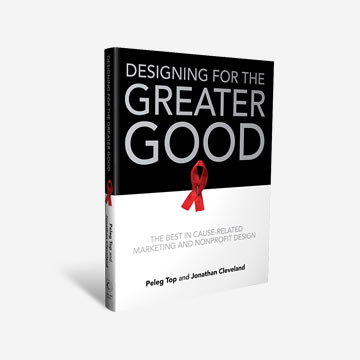 DESIGNING FOR THE
GREATER
GOOD
THE BEST IN CAUSE-RELATED
MARKETING AND NONPROFIT DESIGN
Peleg Top and Jonathan Cleveland
DESIGNING FOR THE GREATER GOOD
Peleg Top and
Jonathan Cleveland